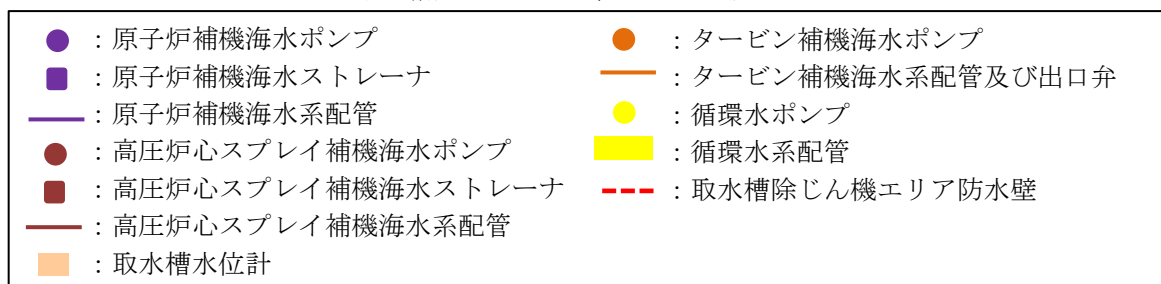 ：原子炉補機海水ポンプ
：原子炉補機海水ストレーナ
：原子炉補機海水系配管
：高圧炉心スプレイ補機海水ポンプ
：高圧炉心スプレイ補機海水ストレーナ
：高圧炉心スプレイ補機海水系配管
：取水槽水位計
：タービン補機海水ポンプ
：タービン補機海水系配管及び出口弁
：循環水ポンプ
：循環水系配管
：取水槽除じん機エリア防水壁